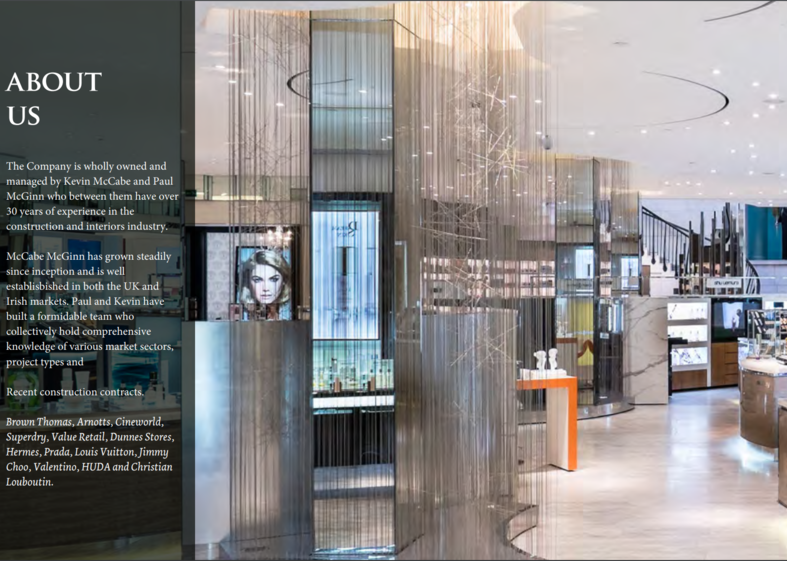 ABOUT
US
The Company is wholly owned and
managed by Kevin McCabe and Paul
McGinn who between them have over
30 years of experience in the
construction and interiors industry.
McCabe McGinn has grown steadily
since inception and is well
establisbished in both the UK and
Irish markets. Paul and Kevin have
built a formidable team who
collectively hold comprehensive
knowledge of various market sectors,
project types and
Recent construction contracts.
Brown Thomas, Arnotts, Cineworld,
Superdry, Value Retail, Dunnes Stores,
Hermes, Prada, Louis Vuitton, Jimmy
Choo, Valentino, HUDA and Christian
Louboutin.